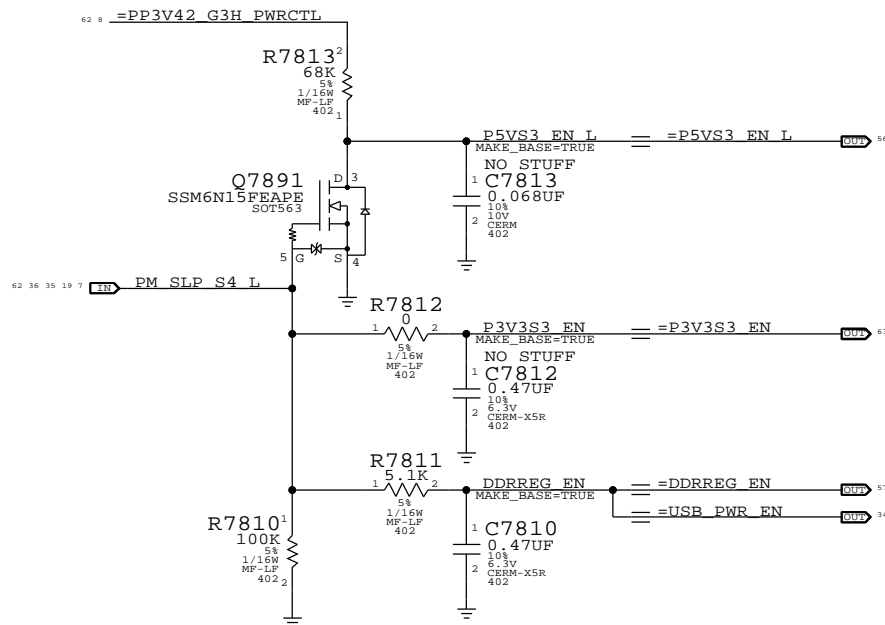 62 8 =PP3V42_G3H_PWRCTL
R7813 2
68K
5%
1/16W
MF-LF
402 1
P5VS3_EN_L =P5VS3_EN_L OUT 56
MAKE_BASE=TRUE
NO STUFF
1 C7813
0.068UF
10%
2 10V
CERM
402
Q7891 D 3
SSM6N15FEAPE
SOT563
5 G S 4
62 36 35 19 7 IN PM_SLP_S4_L
R7812
1 0 2
5%
1/16W
MF-LF
402
P3V3S3_EN =P3V3S3_EN OUT 63
MAKE_BASE=TRUE
NO STUFF
1 C7812
0.47UF
10%
2 6.3V
CERM-X5R
402
R7811
1 5.1K 2
5%
1/16W
MF-LF
402
DDRREG_EN =DDRREG_EN OUT 57
MAKE_BASE=TRUE
=USB_PWR_EN OUT 34
R7810 1
100K
5%
1/16W
MF-LF
402 2
1 C7810
0.47UF
10%
2 6.3V
CERM-X5R
402